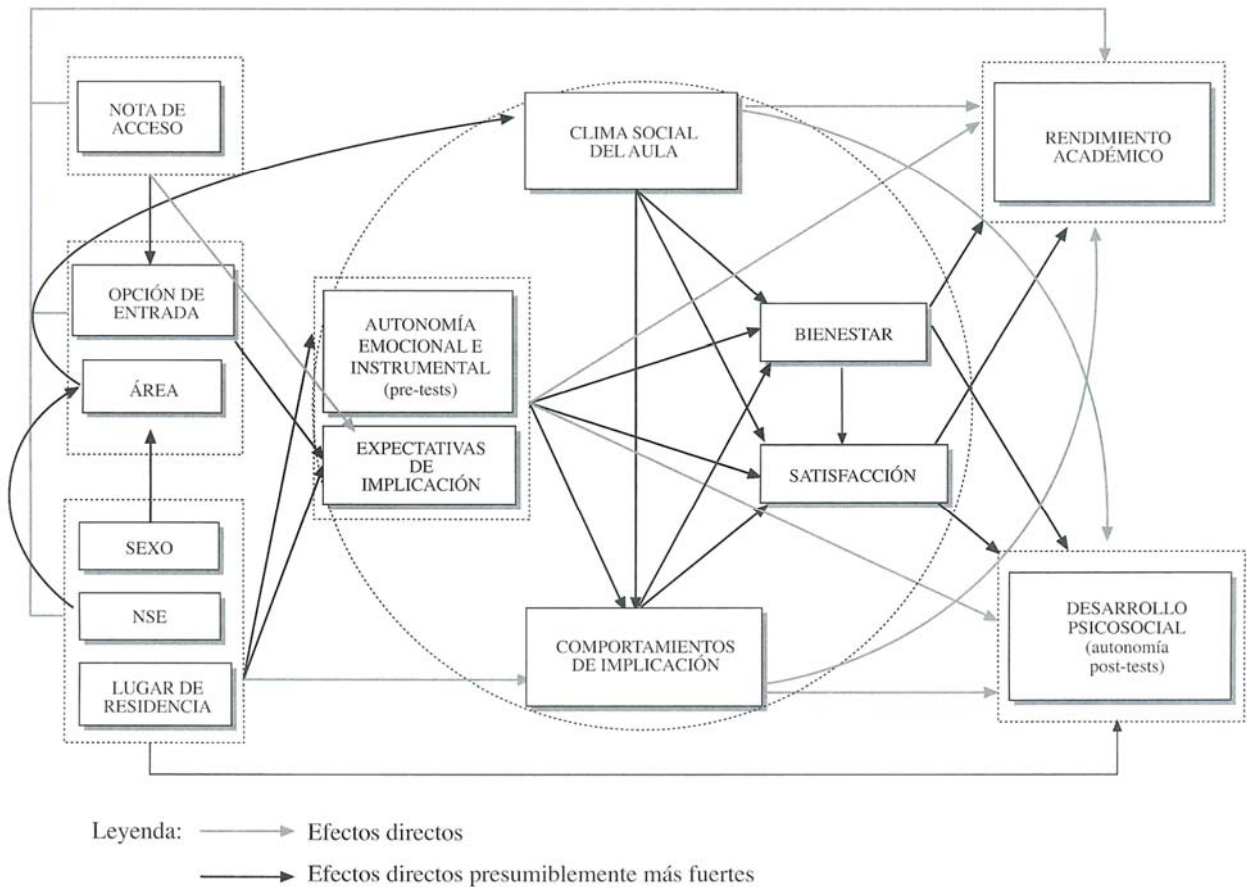 NOTA DE
ACCESO
OPCIÓN DE
ENTRADA
ÁREA
SEXO
NSE
LUGAR DE
RESIDENCIA
AUTONOMÍA
EMOCIONAL E
INSTRUMENTAL
(pre-tests)
EXPECTATIVAS
DE
IMPLICACIÓN
CLIMA SOCIAL
DEL AULA
BIENESTAR
SATISFACCIÓN
COMPORTAMIENTOS
DE IMPLICACIÓN
RENDIMIENTO
ACADÉMICO
DESARROLLO
PSICOSOCIAL
(autonomía
post-tests)
Leyenda:
Efectos directos
Efectos directos presumiblemente más fuertes